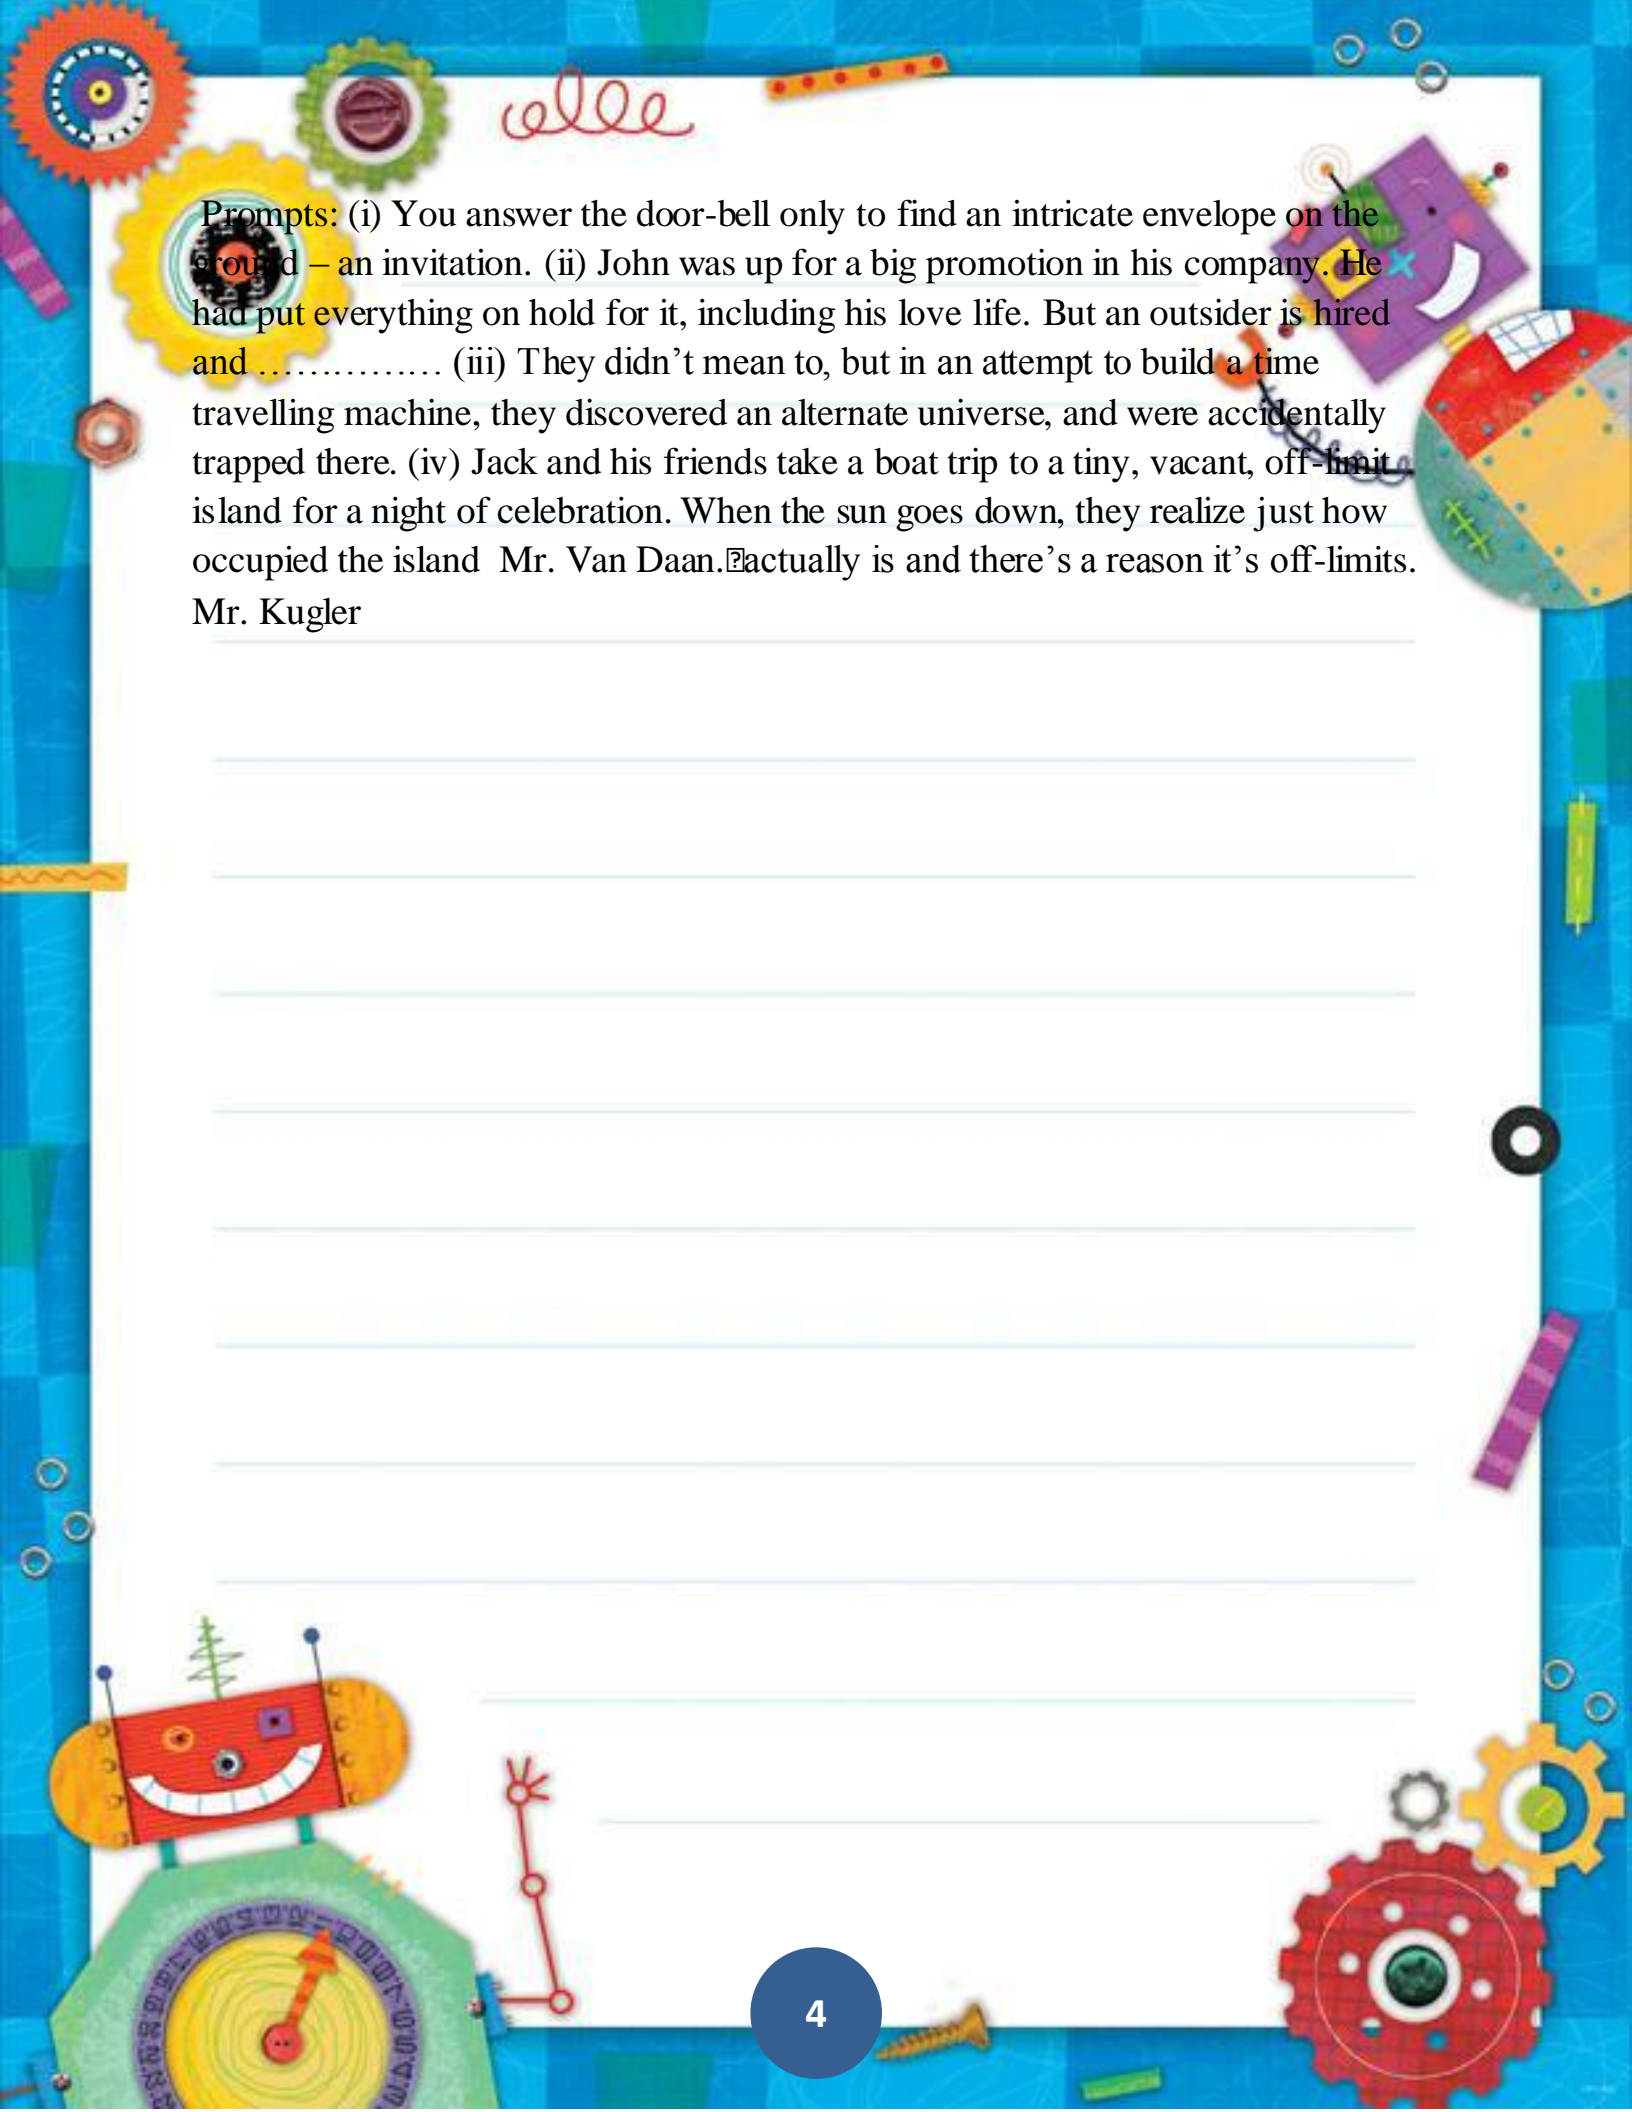 Prompts: (i) You answer the door-bell only to find an intricate envelope on the
ground – an invitation. (ii) John was up for a big promotion in his company. He
had put everything on hold for it, including his love life. But an outsider is hired
and …………… (iii) They didn’t mean to, but in an attempt to build a time
travelling machine, they discovered an alternate universe, and were accidentally
trapped there. (iv) Jack and his friends take a boat trip to a tiny, vacant, off-limit
island for a night of celebration. When the sun goes down, they realize just how
occupied the island Mr. Van Daan.actually is and there’s a reason it’s off-limits.
Mr. Kugler
4